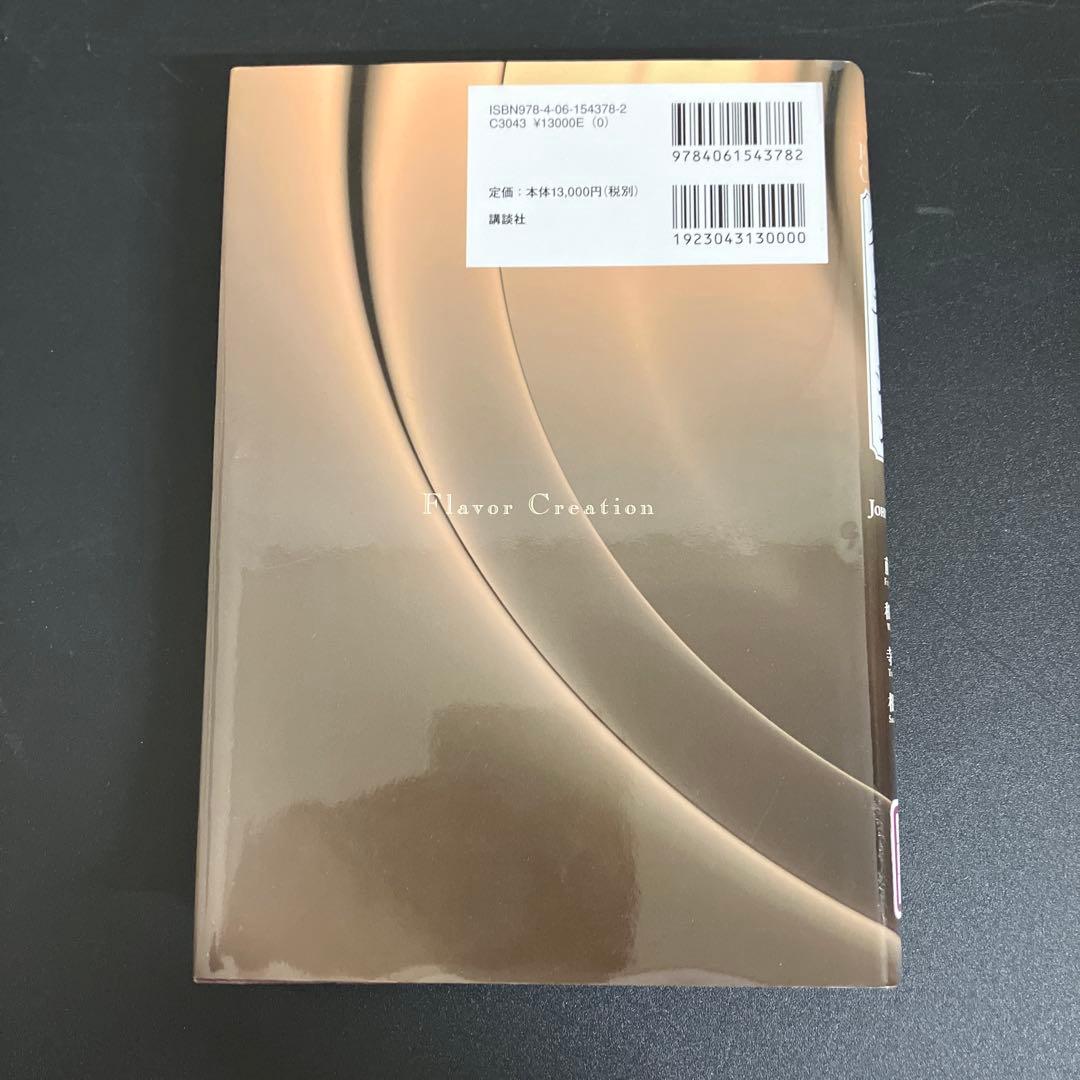 ISBN978-4-06-154378-2
C3043 ¥13000E (0)
9784061543782
定価：本体13,000円（税別）
講談社
1923043130000
Flavor Creation